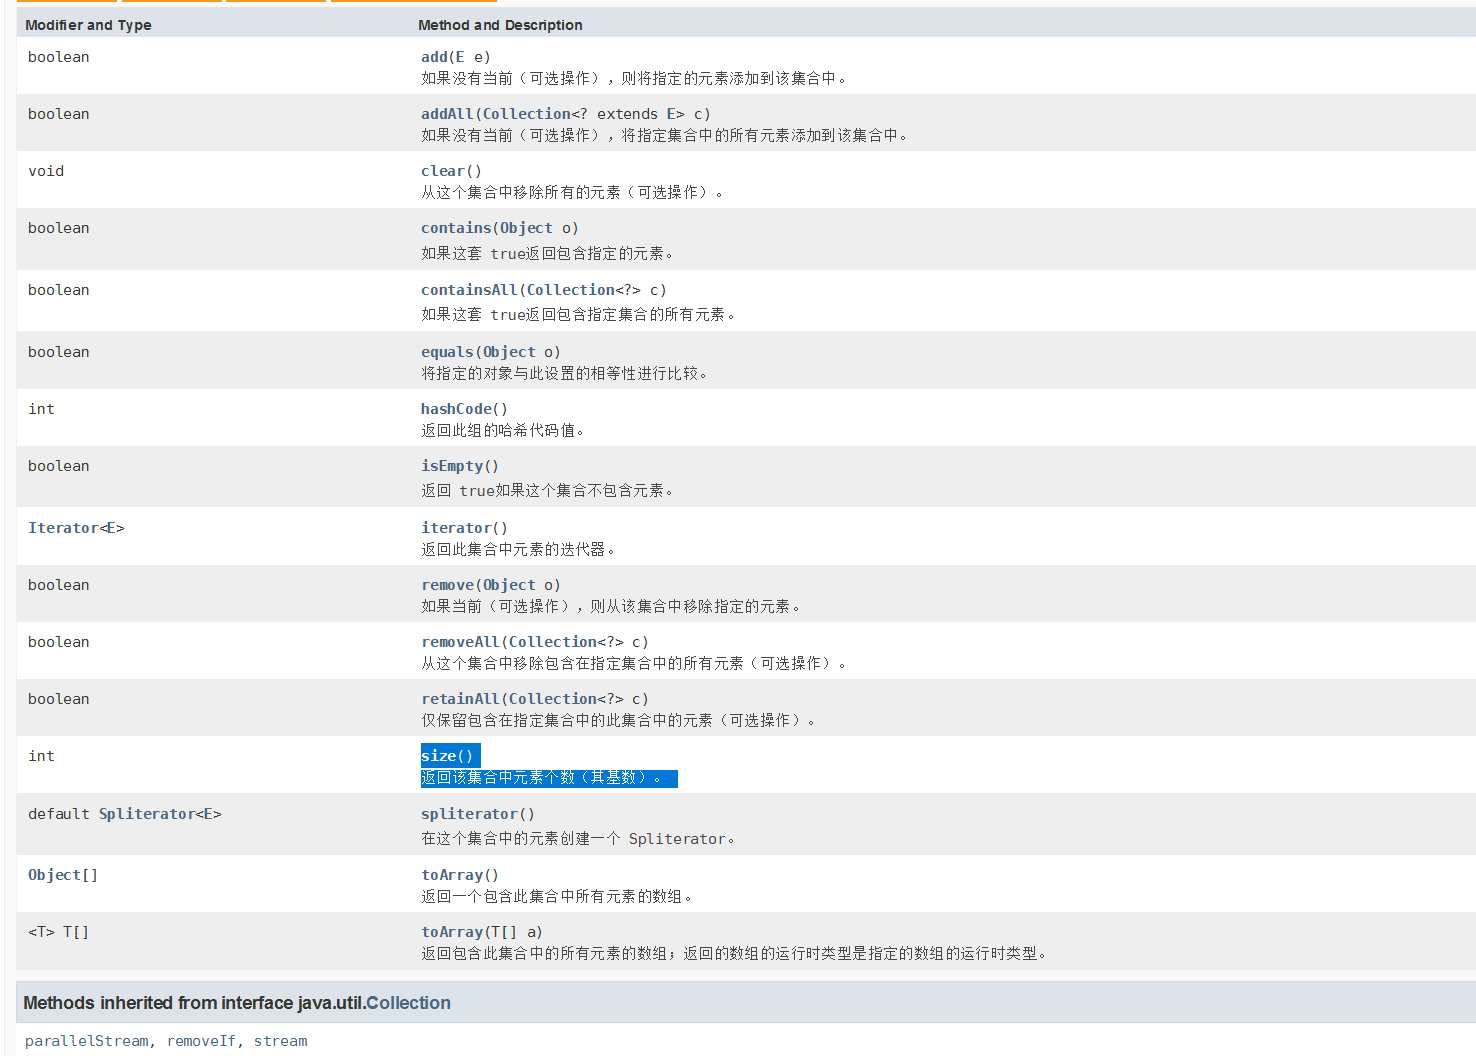 Modifier and Type Method and Description
boolean add(E e)
如果没有当前（可选操作），则将指定的元素添加到该集合中。
boolean addAll(Collection<? extends E> c)
如果没有当前（可选操作），将指定集合中的所有元素添加到该集合中。
void clear()
从这个集合中移除所有的元素（可选操作）。
boolean contains(Object o)
如果这套 true返回包含指定的元素。
boolean containsAll(Collection<?> c)
如果这套 true返回包含指定集合的所有元素。
boolean equals(Object o)
将指定的对象与此设置的相等性进行比较。
int hashCode()
返回此组的哈希代码值。
boolean isEmpty()
返回 true如果这个集合不包含元素。
Iterator<E> iterator()
返回此集合中元素的迭代器。
boolean remove(Object o)
如果当前（可选操作），则从该集合中移除指定的元素。
boolean removeAll(Collection<?> c)
从这个集合中移除包含在指定集合中的所有元素（可选操作）。
boolean retainAll(Collection<?> c)
仅保留包含在指定集合中的此集合中的元素（可选操作）。
int size()
返回该集合中元素个数（其基数）。
default Spliterator<E> spliterator()
在这个集合中的元素创建一个 Spliterator。
Object[] toArray()
返回一个包含此集合中所有元素的数组。
<T> T[] toArray(T[] a)
返回包含此集合中的所有元素的数组；返回的数组的运行时类型是指定的数组的运行时类型。
Methods inherited from interface java.util.Collection
parallelStream, removeIf, stream